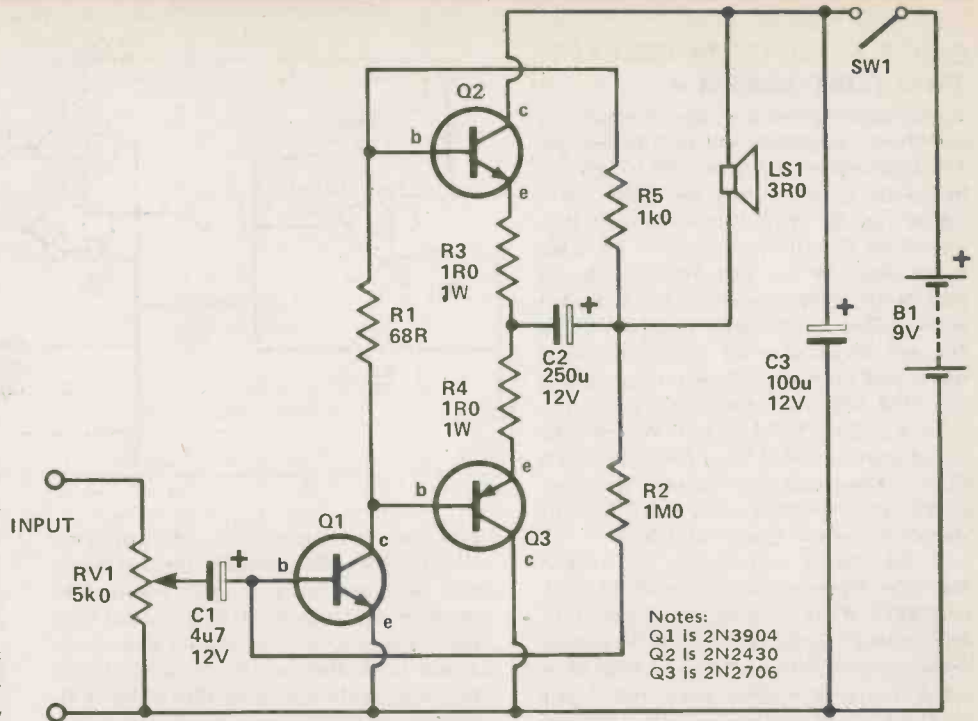 SW1
Q2
c
b
e
LS1
3R0
R5
1k0
R3
1R0
1W
+
B1
9V
R1
68R
+
C2
250u
12V
+
C3
100u
12V
R4
1R0
1W
e
b
c
Q3
R2
1M0
INPUT
Q1
c
b
e
RV1
5k0
+
C1
4u7
12V
Notes:
Q1 is 2N3904
Q2 is 2N2430
Q3 is 2N2706